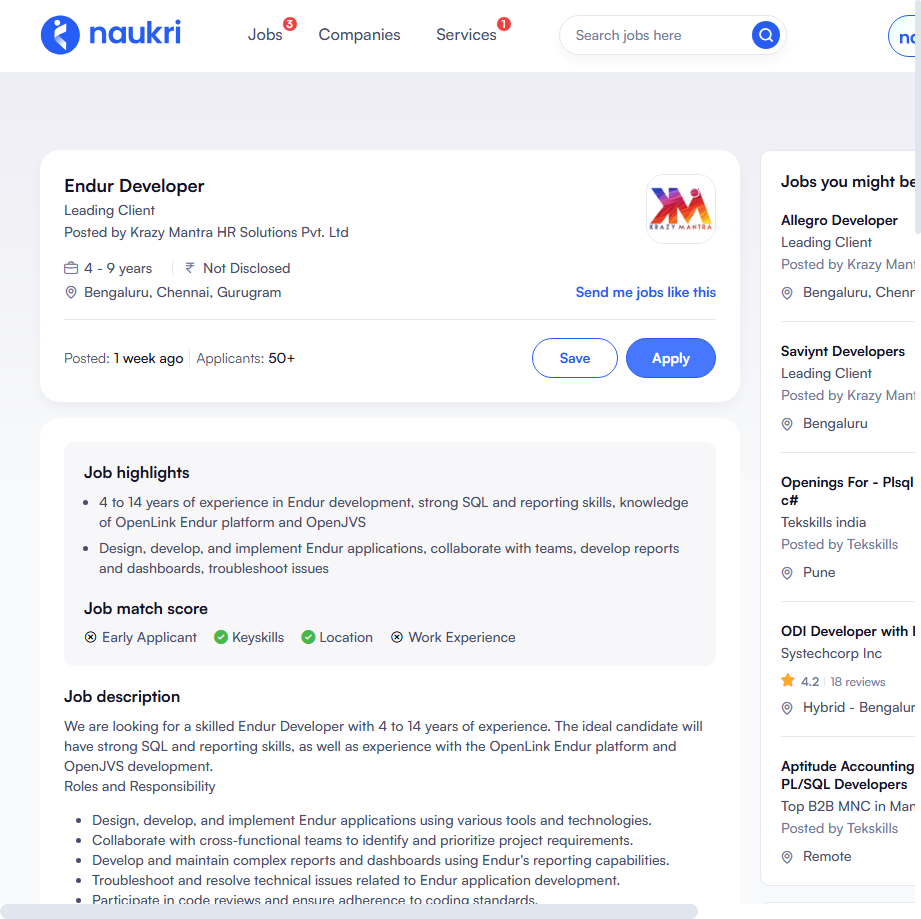 naukri
Jobs 3
Companies
Services 1
Search jobs here
Endur Developer
Leading Client
Posted by Krazy Mantra HR Solutions Pvt. Ltd
KRAZY MANTRA
4 - 9 years
₹ Not Disclosed
Bengaluru, Chennai, Gurugram
Send me jobs like this
Posted: 1 week ago
Applicants: 50+
Save
Apply
Job highlights
• 4 to 14 years of experience in Endur development, strong SQL and reporting skills, knowledge
of OpenLink Endur platform and OpenJVS
• Design, develop, and implement Endur applications, collaborate with teams, develop reports
and dashboards, troubleshoot issues
Job match score
Early Applicant
Keyskills
Location
Work Experience
Job description
We are looking for a skilled Endur Developer with 4 to 14 years of experience. The ideal candidate will
have strong SQL and reporting skills, as well as experience with the OpenLink Endur platform and
OpenJVS development.
Roles and Responsibility
• Design, develop, and implement Endur applications using various tools and technologies.
• Collaborate with cross-functional teams to identify and prioritize project requirements.
• Develop and maintain complex reports and dashboards using Endur's reporting capabilities.
• Troubleshoot and resolve technical issues related to Endur application development.
• Participate in code reviews and ensure adherence to coding standards.
Jobs you might be
Allegro Developer
Leading Client
Posted by Krazy Mant
Bengaluru, Chenn
Saviynt Developers
Leading Client
Posted by Krazy Mant
Bengaluru
Openings For - Plsql
c#
Tekskills india
Posted by Tekskills
Pune
ODI Developer with
Systechcorp Inc
4.2
18 reviews
Hybrid - Bengalur
Aptitude Accounting
PL/SQL Developers
Top B2B MNC in Man
Posted by Tekskills
Remote